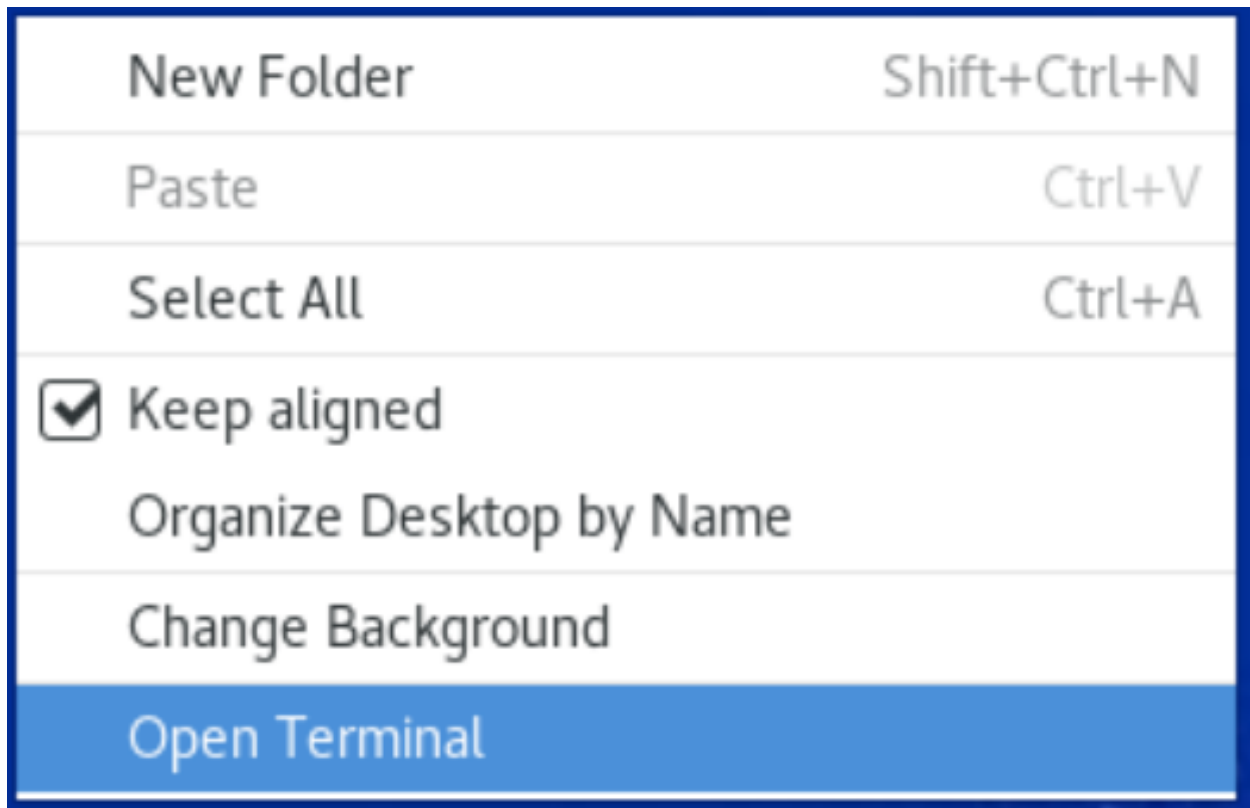 New Folder Shift+Ctrl+N
Paste Ctrl+V
Select All Ctrl+A
Keep aligned
Organize Desktop by Name
Change Background
Open Terminal